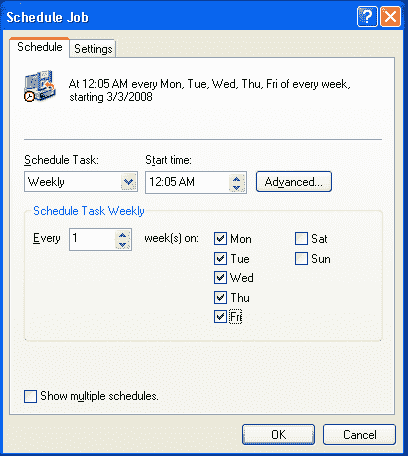 Schedule Job
Schedule Settings
At 12:05 AM every Mon, Tue, Wed, Thu, Fri of every week,
starting 3/3/2008
Schedule Task: Start time:
Weekly 12:05 AM Advanced...
Schedule Task Weekly
Every 1 week(s) on: Mon Sat
Tue Sun
Wed
Thu
Fri
Show multiple schedules.
OK Cancel